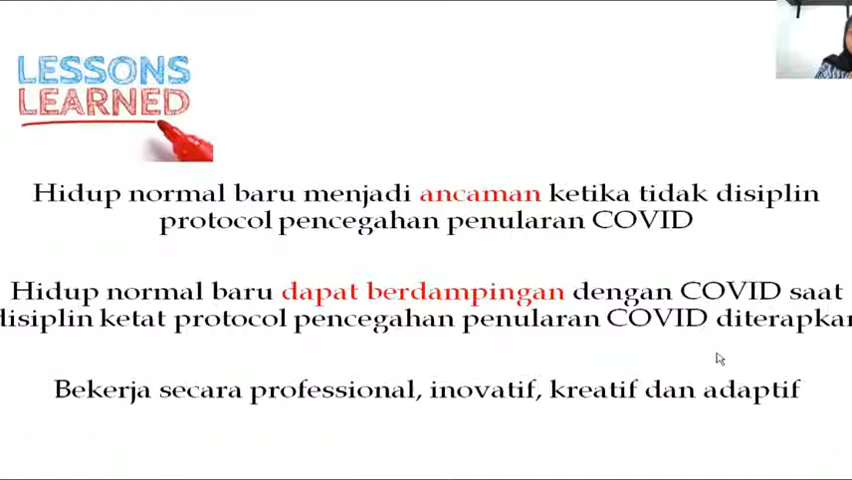 LESSONS
LEARNED
Hidup normal baru menjadi ancaman ketika tidak disiplin
protocol pencegahan penularan COVID
Hidup normal baru dapat berdampingan dengan COVID saat
disiplin ketat protocol pencegahan penularan COVID diterapkan
Bekerja secara professional, inovatif, kreatif dan adaptif